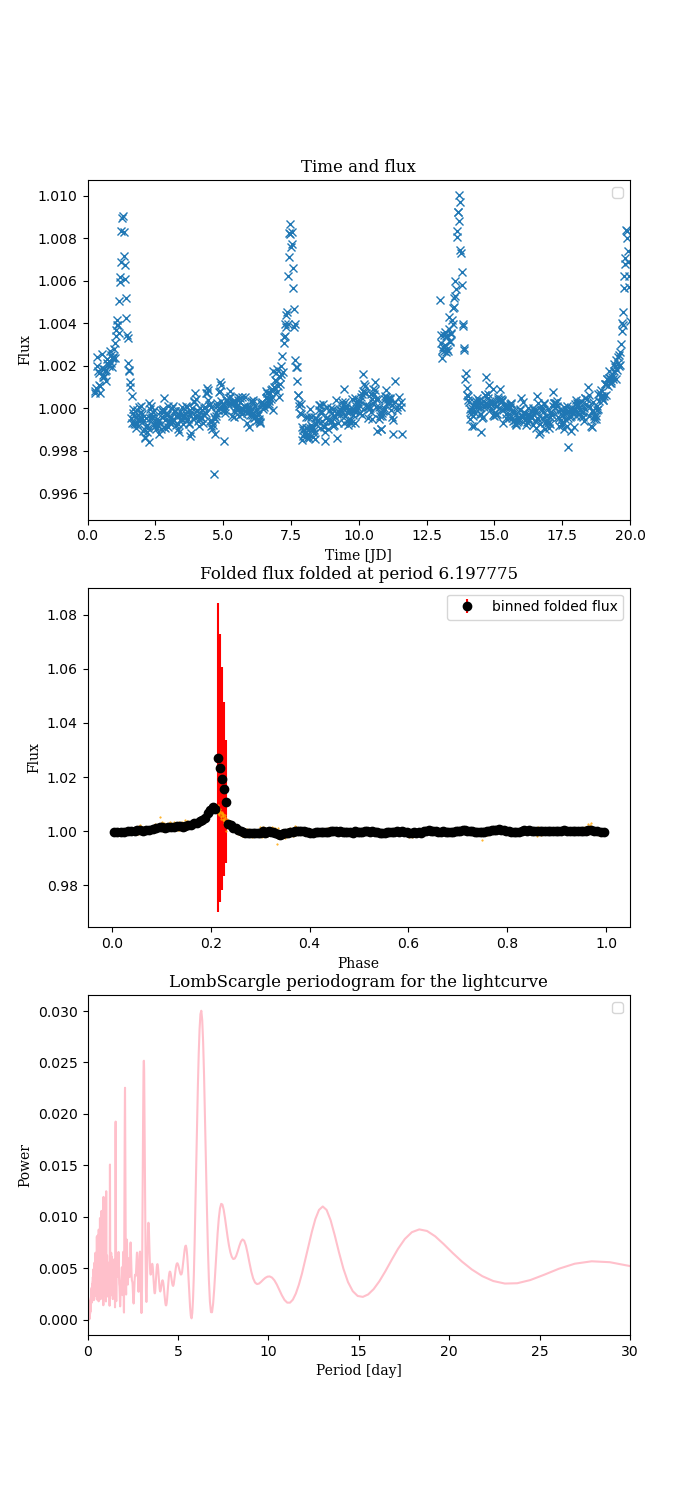 Time and flux
1.010
1.008
1.006
1.004
1.002
1.000
0.998
0.996
Flux
0.0 2.5 5.0 7.5 10.0 12.5 15.0 17.5 20.0
Time [JD]
Folded flux folded at period 6.197775
binned folded flux
1.08
1.06
1.04
1.02
1.00
0.98
Flux
0.0 0.2 0.4 0.6 0.8 1.0
Phase
LombScargle periodogram for the lightcurve
0.030
0.025
0.020
0.015
0.010
0.005
0.000
Power
0 5 10 15 20 25 30
Period [day]